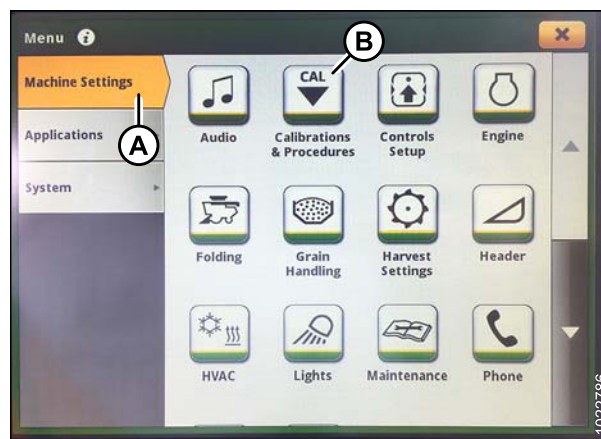 Menu i
B
Machine Settings
A
Applications
System
CAL
Audio
Calibrations
& Procedures
Controls
Setup
Engine
Folding
Grain
Handling
Harvest
Settings
Header
HVAC
Lights
Maintenance
Phone
1022786